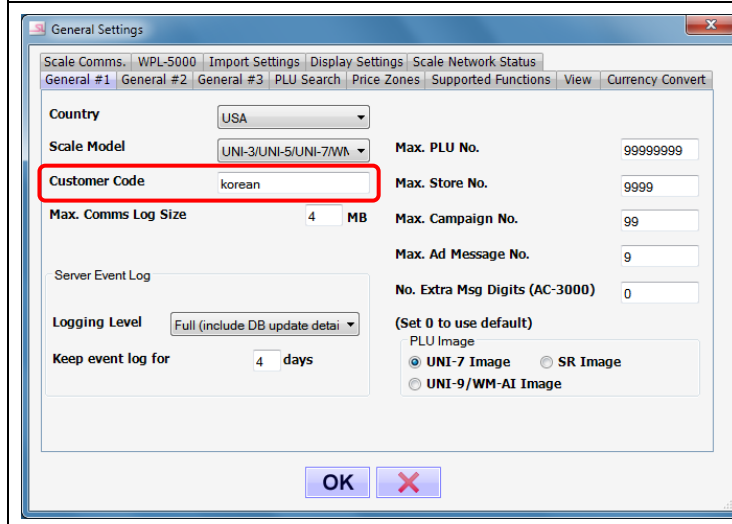 General Settings
Scale Comms. WPL-5000 Import Settings Display Settings Scale Network Status
General #1 General #2 General #3 PLU Search Price Zones Supported Functions View Currency Convert
Country USA
Scale Model UNI-3/UNI-5/UNI-7/WM
Customer Code korean
Max. Comms Log Size 4 MB
Server Event Log
Logging Level Full (include DB update detai
Keep event log for 4 days
Max. PLU No. 99999999
Max. Store No. 9999
Max. Campaign No. 99
Max. Ad Message No. 9
No. Extra Msg Digits (AC-3000) 0
(Set 0 to use default)
PLU Image
UNI-7 Image SR Image
UNI-9/WM-AI Image
OK